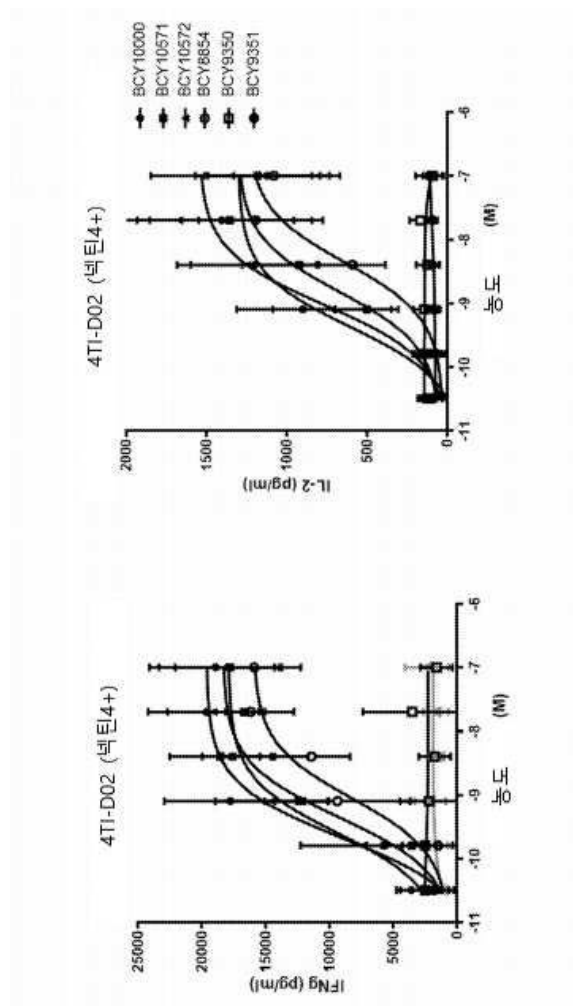 4TI-D02 (넥틴4+)
IFNg (pg/ml)
25000
20000
15000
10000
5000
0
-11
-10
-9
-8
-7
-6
농도 (M)
4TI-D02 (넥틴4+)
IL-2 (pg/ml)
2000
1500
1000
500
0
-11
-10
-9
-8
-7
-6
농도 (M)
BCY10000
BCY10571
BCY10572
BCY8854
BCY9350
BCY9351